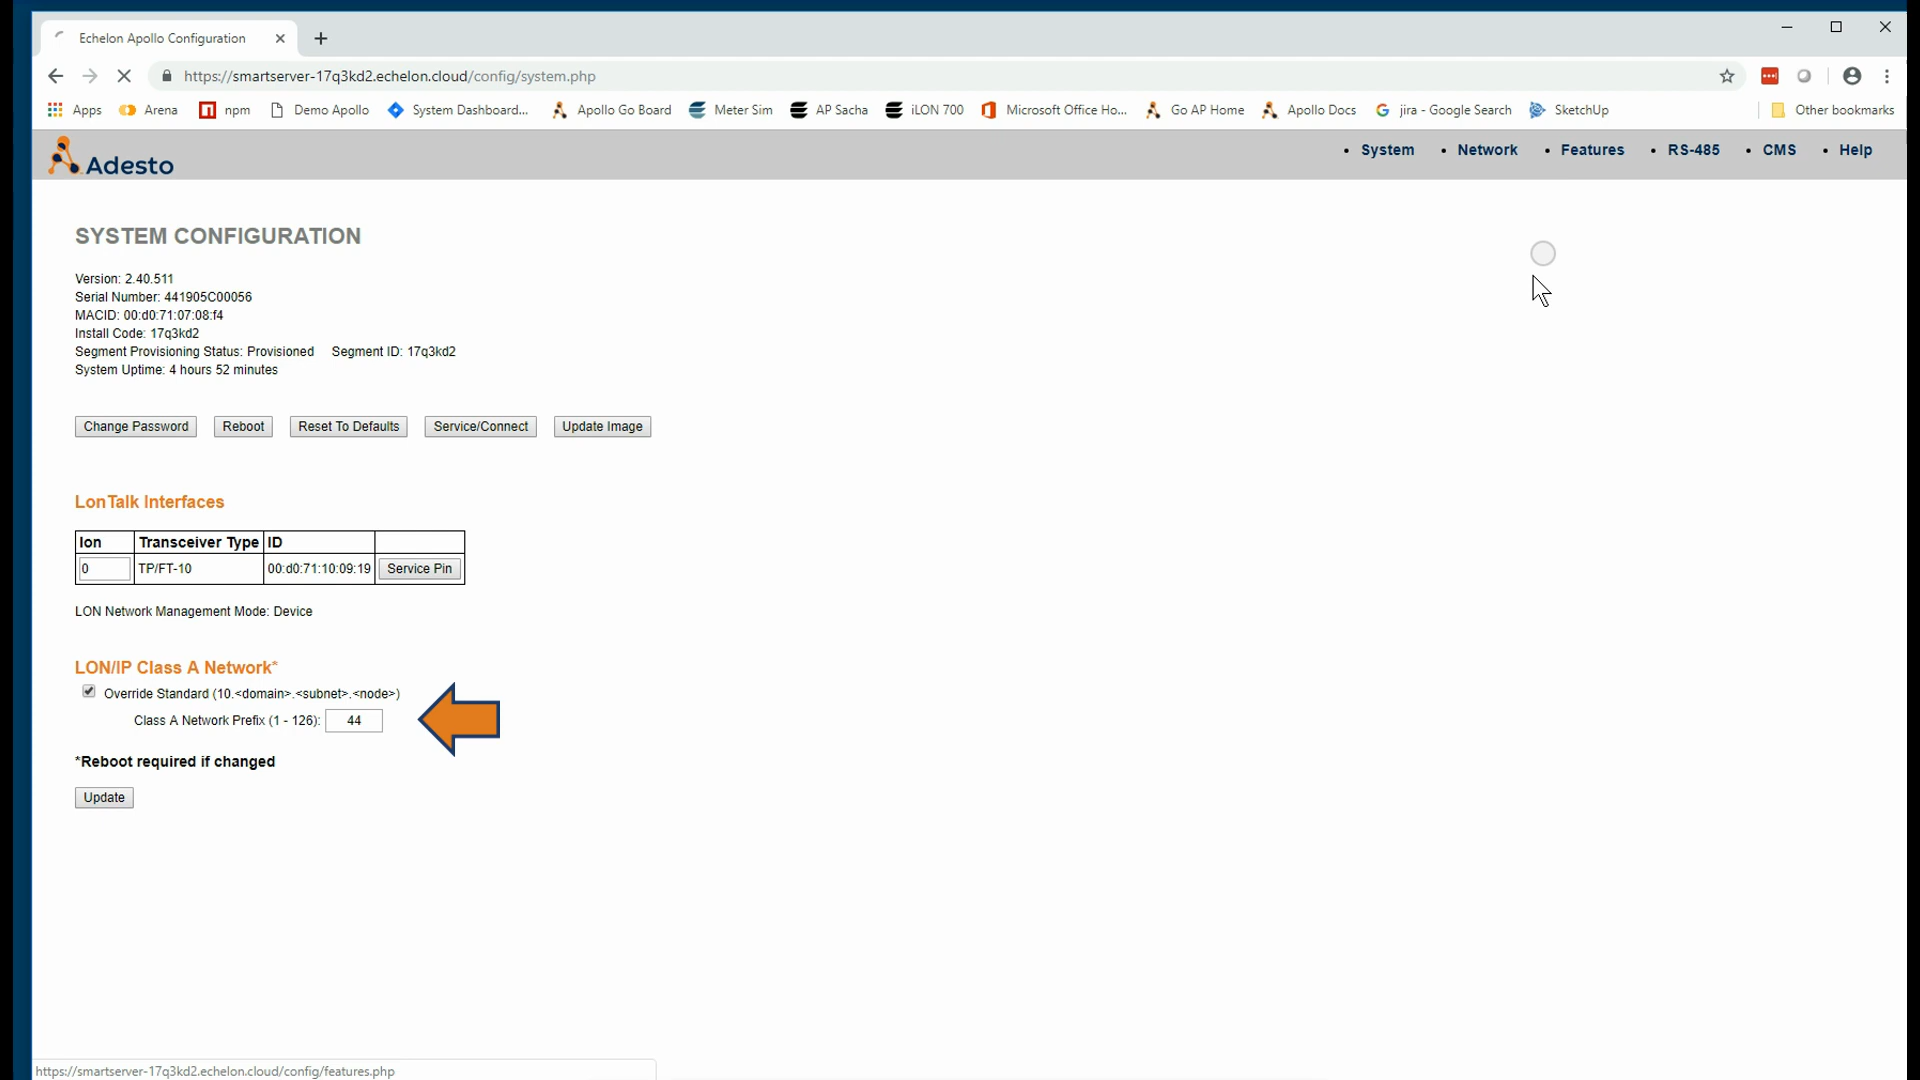 Echelon Apollo Configuration
https://smartserver-17q3kd2.echelon.cloud/config/system.php
Apps Arena npm Demo Apollo System Dashboard... Apollo Go Board Meter Sim AP Sacha iLON 700 Microsoft Office Ho... Go AP Home Apollo Docs jira - Google Search SketchUp Other bookmarks
Adesto
• System • Network • Features • RS-485 • CMS • Help
SYSTEM CONFIGURATION
Version: 2.40.511
Serial Number: 441905C00056
MACID: 00:d0:71:07:08:f4
Install Code: 17q3kd2
Segment Provisioning Status: Provisioned Segment ID: 17q3kd2
System Uptime: 4 hours 52 minutes
Change Password Reboot Reset To Defaults Service/Connect Update Image
LonTalk Interfaces
lon Transceiver Type ID
0 TP/FT-10 00:d0:71:10:09:19 Service Pin
LON Network Management Mode: Device
LON/IP Class A Network*
Override Standard (10.<domain>.<subnet>.<node>)
Class A Network Prefix (1 - 126): 44
*Reboot required if changed
Update
https://smartserver-17q3kd2.echelon.cloud/config/features.php